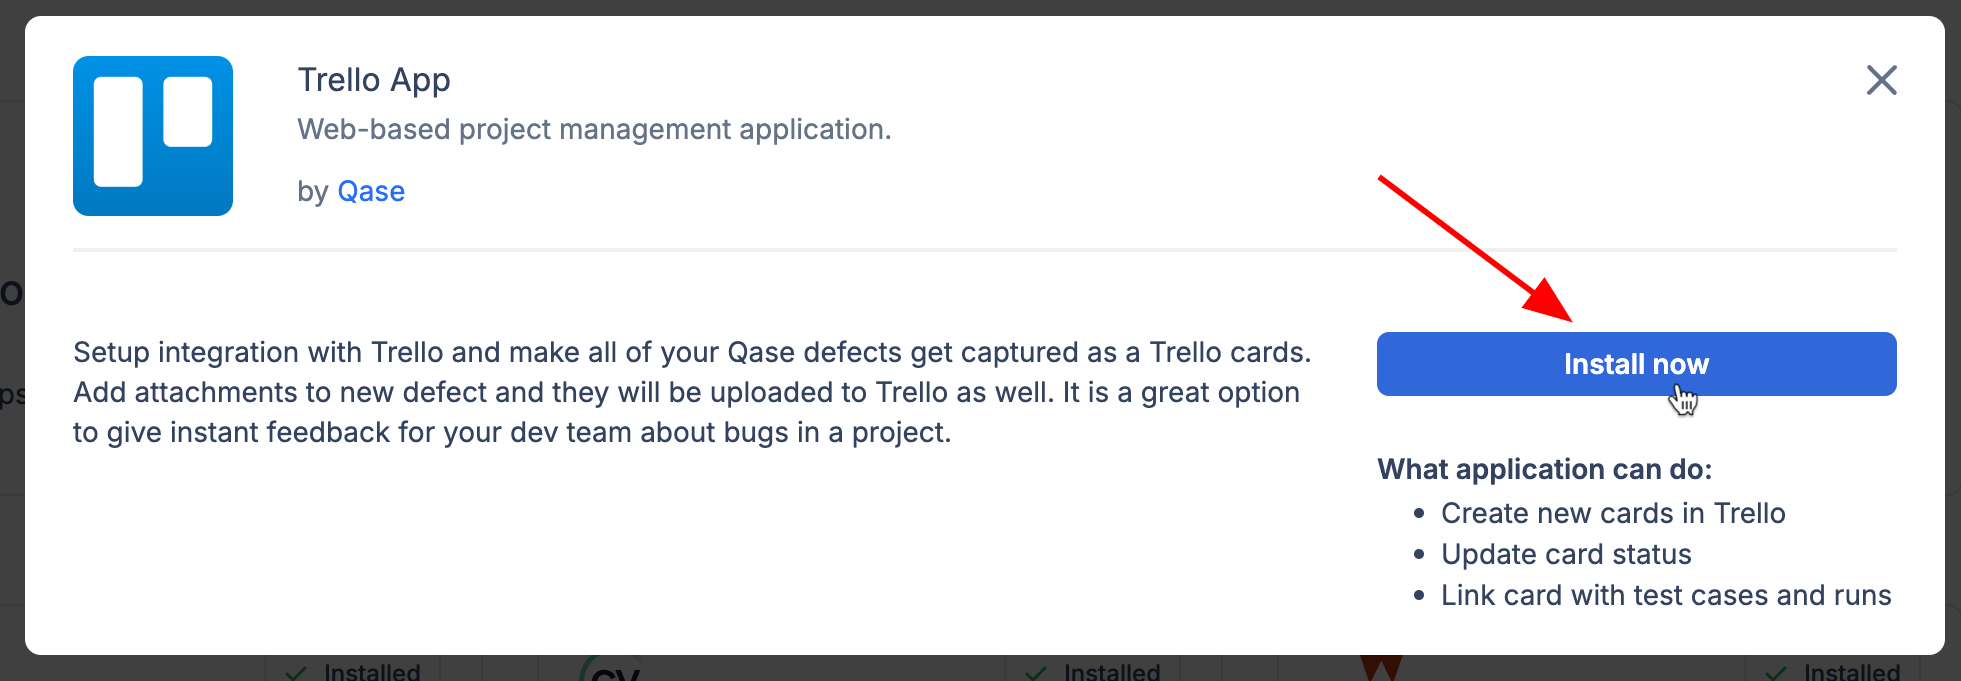 Trello App
Web-based project management application.
by Qase
Setup integration with Trello and make all of your Qase defects get captured as a Trello cards.
Add attachments to new defect and they will be uploaded to Trello as well. It is a great option
to give instant feedback for your dev team about bugs in a project.
Install now
What application can do:
• Create new cards in Trello
• Update card status
• Link card with test cases and runs
Installed
Installed
Installed